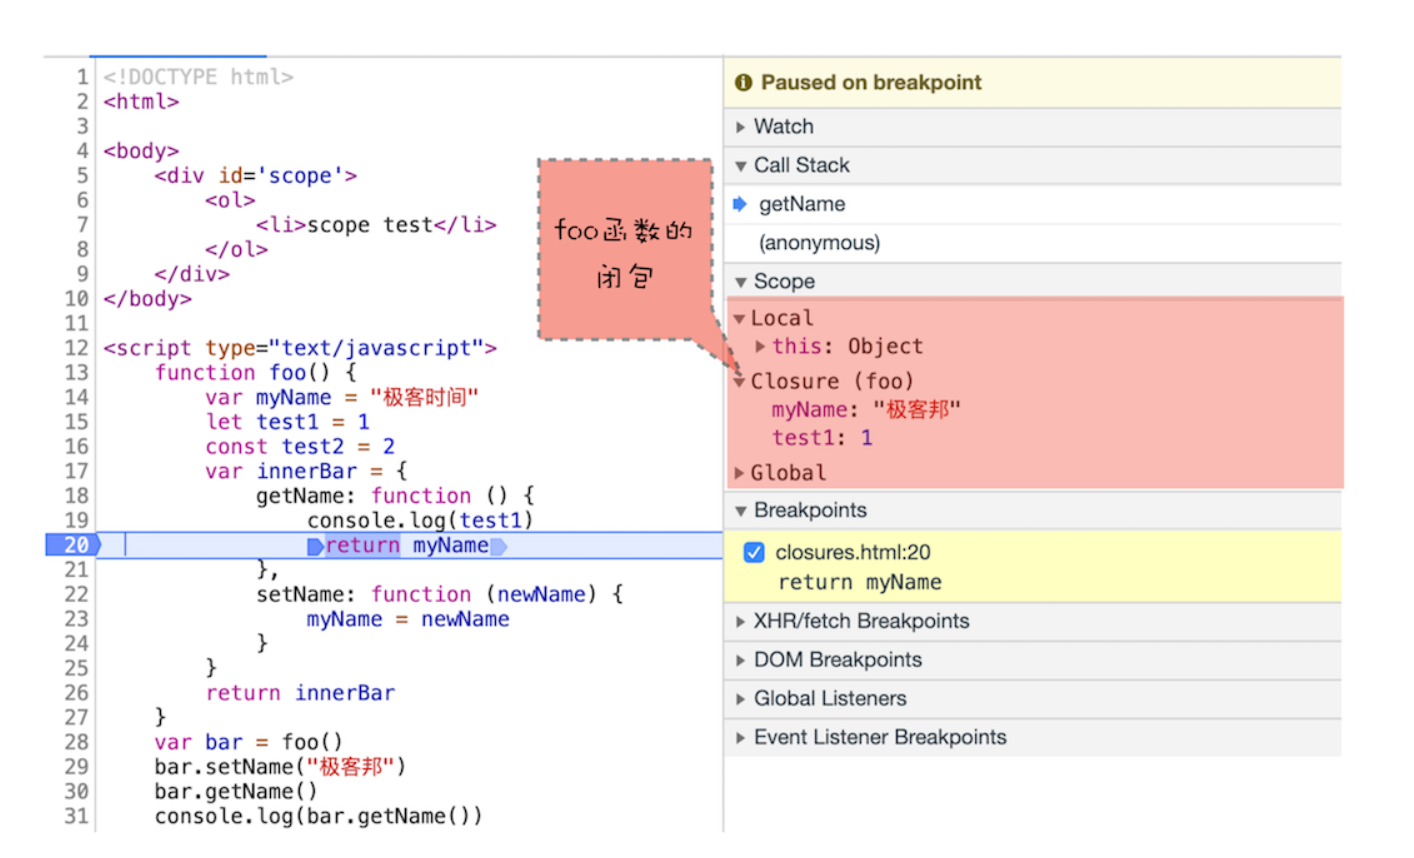 1 <!DOCTYPE html>
2 <html>
3
4 <body>
5     <div id='scope'>
6         <ol>
7             <li>scope test</li>
8         </ol>
9     </div>
10 </body>
11
12 <script type="text/javascript">
13     function foo() {
14         var myName = "极客时间"
15         let test1 = 1
16         const test2 = 2
17         var innerBar = {
18             getName: function () {
19                 console.log(test1)
20                 return myName
21             },
22             setName: function (newName) {
23                 myName = newName
24             }
25         }
26         return innerBar
27     }
28     var bar = foo()
29     bar.setName("极客邦")
30     bar.getName()
31     console.log(bar.getName())
foo函数的
闭包
Paused on breakpoint
Watch
Call Stack
getName
(anonymous)
Scope
Local
this: Object
Closure (foo)
myName: "极客邦"
test1: 1
Global
Breakpoints
closures.html:20
return myName
XHR/fetch Breakpoints
DOM Breakpoints
Global Listeners
Event Listener Breakpoints